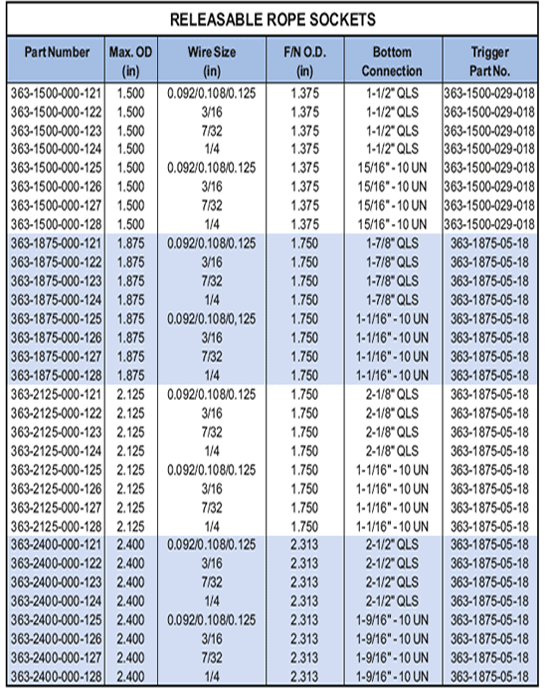 RELEASABLE ROPE SOCKETS
Part Number Max. OD (in) Wire Size (in) F/N O.D. (in) Bottom Connection Trigger Part No.
363-1500-000-121 1.500 0.092/0.108/0.125 1.375 1-1/2" QLS 363-1500-029-018
363-1500-000-122 1.500 3/16 1.375 1-1/2" QLS 363-1500-029-018
363-1500-000-123 1.500 7/32 1.375 1-1/2" QLS 363-1500-029-018
363-1500-000-124 1.500 1/4 1.375 1-1/2" QLS 363-1500-029-018
363-1500-000-125 1.500 0.092/0.108/0.125 1.375 15/16" - 10 UN 363-1500-029-018
363-1500-000-126 1.500 3/16 1.375 15/16" - 10 UN 363-1500-029-018
363-1500-000-127 1.500 7/32 1.375 15/16" - 10 UN 363-1500-029-018
363-1500-000-128 1.500 1/4 1.375 15/16" - 10 UN 363-1500-029-018
363-1875-000-121 1.875 0.092/0.108/0.125 1.750 1-7/8" QLS 363-1875-05-18
363-1875-000-122 1.875 3/16 1.750 1-7/8" QLS 363-1875-05-18
363-1875-000-123 1.875 7/32 1.750 1-7/8" QLS 363-1875-05-18
363-1875-000-124 1.875 1/4 1.750 1-7/8" QLS 363-1875-05-18
363-1875-000-125 1.875 0.092/0.108/0,125 1.750 1-1/16" - 10 UN 363-1875-05-18
363-1875-000-126 1.875 3/16 1.750 1-1/16" - 10 UN 363-1875-05-18
363-1875-000-127 1.875 7/32 1.750 1-1/16" - 10 UN 363-1875-05-18
363-1875-000-128 1.875 1/4 1.750 1-1/16" - 10 UN 363-1875-05-18
363-2125-000-121 2.125 0.092/0.108/0.125 1.750 2-1/8" QLS 363-1875-05-18
363-2125-000-122 2.125 3/16 1.750 2-1/8" QLS 363-1875-05-18
363-2125-000-123 2.125 7/32 1.750 2-1/8" QLS 363-1875-05-18
363-2125-000-124 2.125 1/4 1.750 2-1/8" QLS 363-1875-05-18
363-2125-000-125 2.125 0.092/0.108/0.125 1.750 1-1/16" - 10 UN 363-1875-05-18
363-2125-000-126 2.125 3/16 1.750 1-1/16" - 10 UN 363-1875-05-18
363-2125-000-127 2.125 7/32 1.750 1-1/16" - 10 UN 363-1875-05-18
363-2125-000-128 2.125 1/4 1.750 1-1/16" - 10 UN 363-1875-05-18
363-2400-000-121 2.400 0.092/0.108/0.125 2.313 2-1/2" QLS 363-1875-05-18
363-2400-000-122 2.400 3/16 2.313 2-1/2" QLS 363-1875-05-18
363-2400-000-123 2.400 7/32 2.313 2-1/2" QLS 363-1875-05-18
363-2400-000-124 2.400 1/4 2.313 2-1/2" QLS 363-1875-05-18
363-2400-000-125 2.400 0.092/0.108/0.125 2.313 1-9/16" - 10 UN 363-1875-05-18
363-2400-000-126 2.400 3/16 2.313 1-9/16" - 10 UN 363-1875-05-18
363-2400-000-127 2.400 7/32 2.313 1-9/16" - 10 UN 363-1875-05-18
363-2400-000-128 2.400 1/4 2.313 1-9/16" - 10 UN 363-1875-05-18